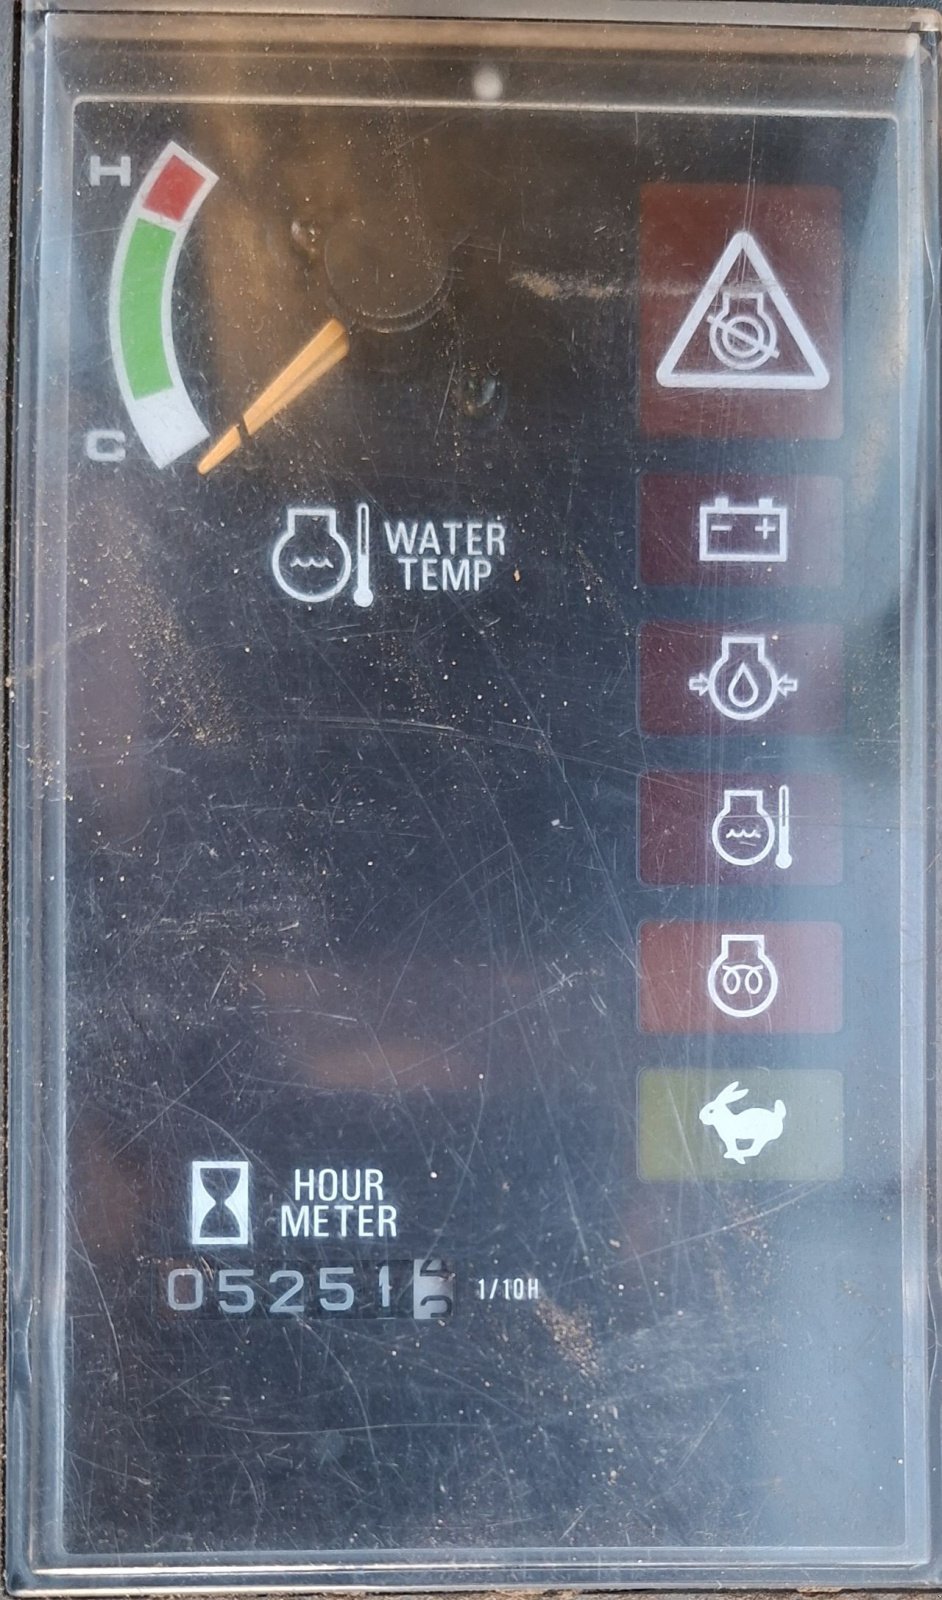 H
C
WATER
TEMP
- +
HOUR
METER
05251
1/10H